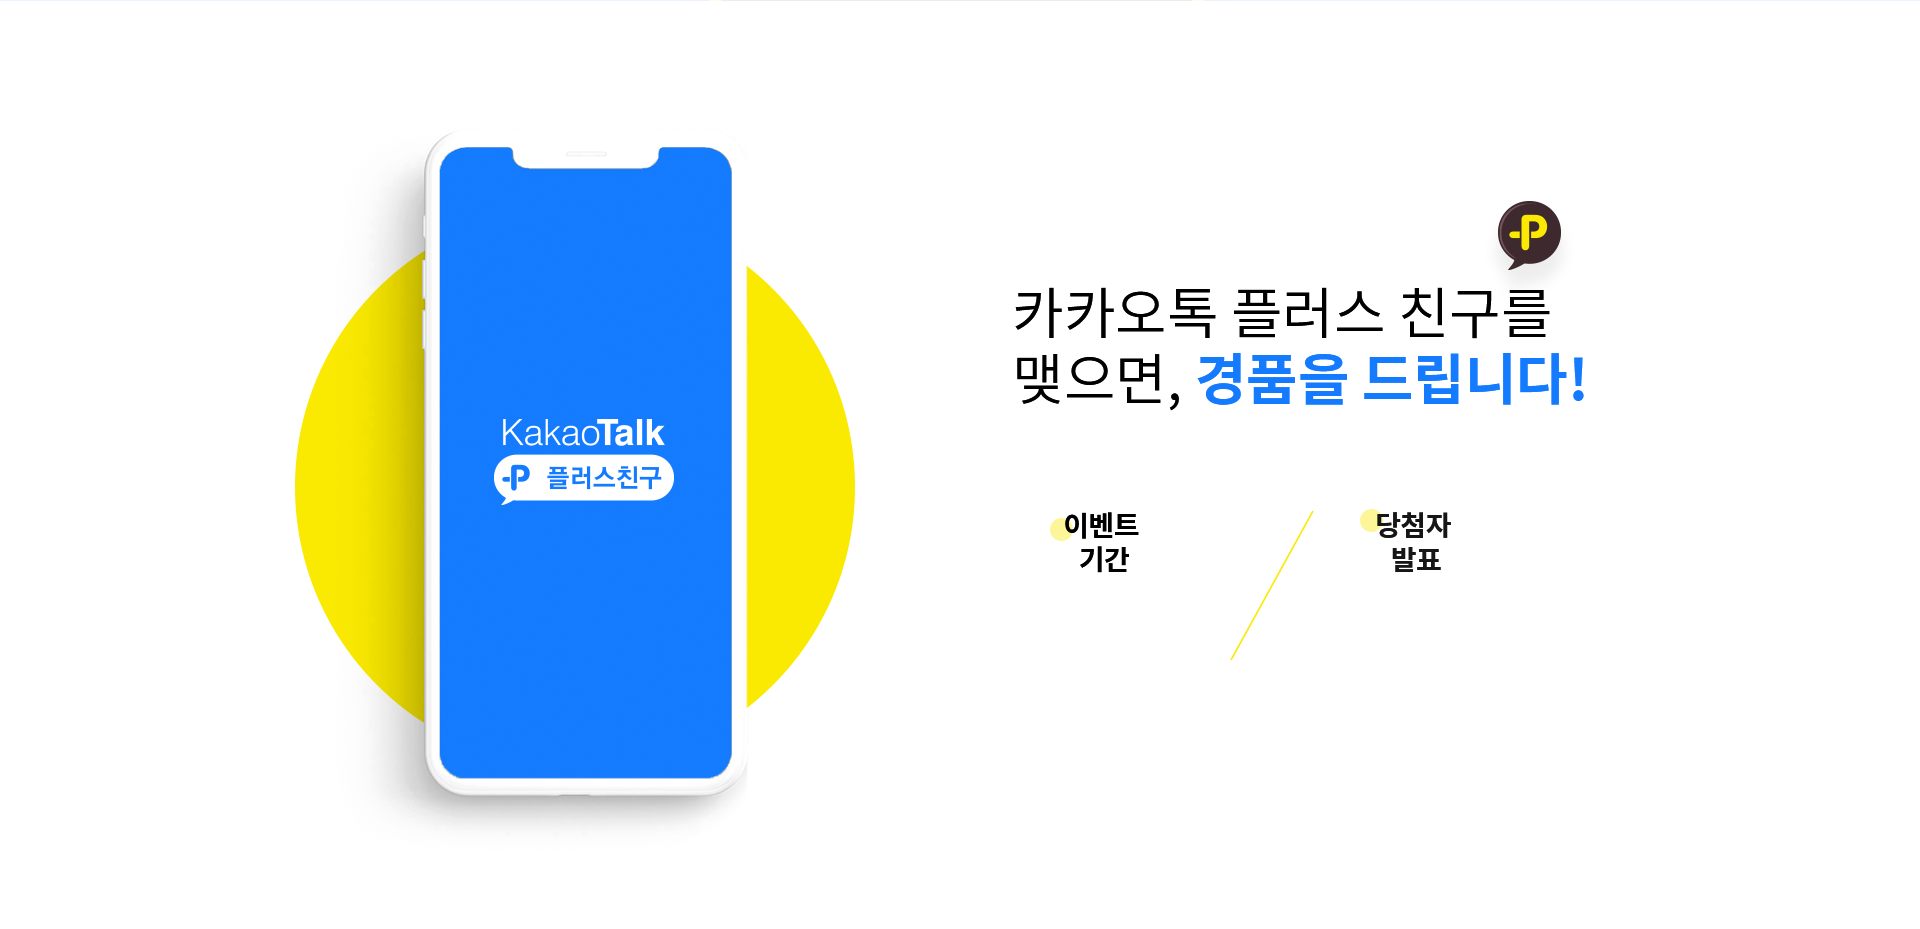 KakaoTalk
P 플러스친구
P
카카오톡 플러스 친구를
맺으면, 경품을 드립니다!
이벤트
기간
당첨자
발표